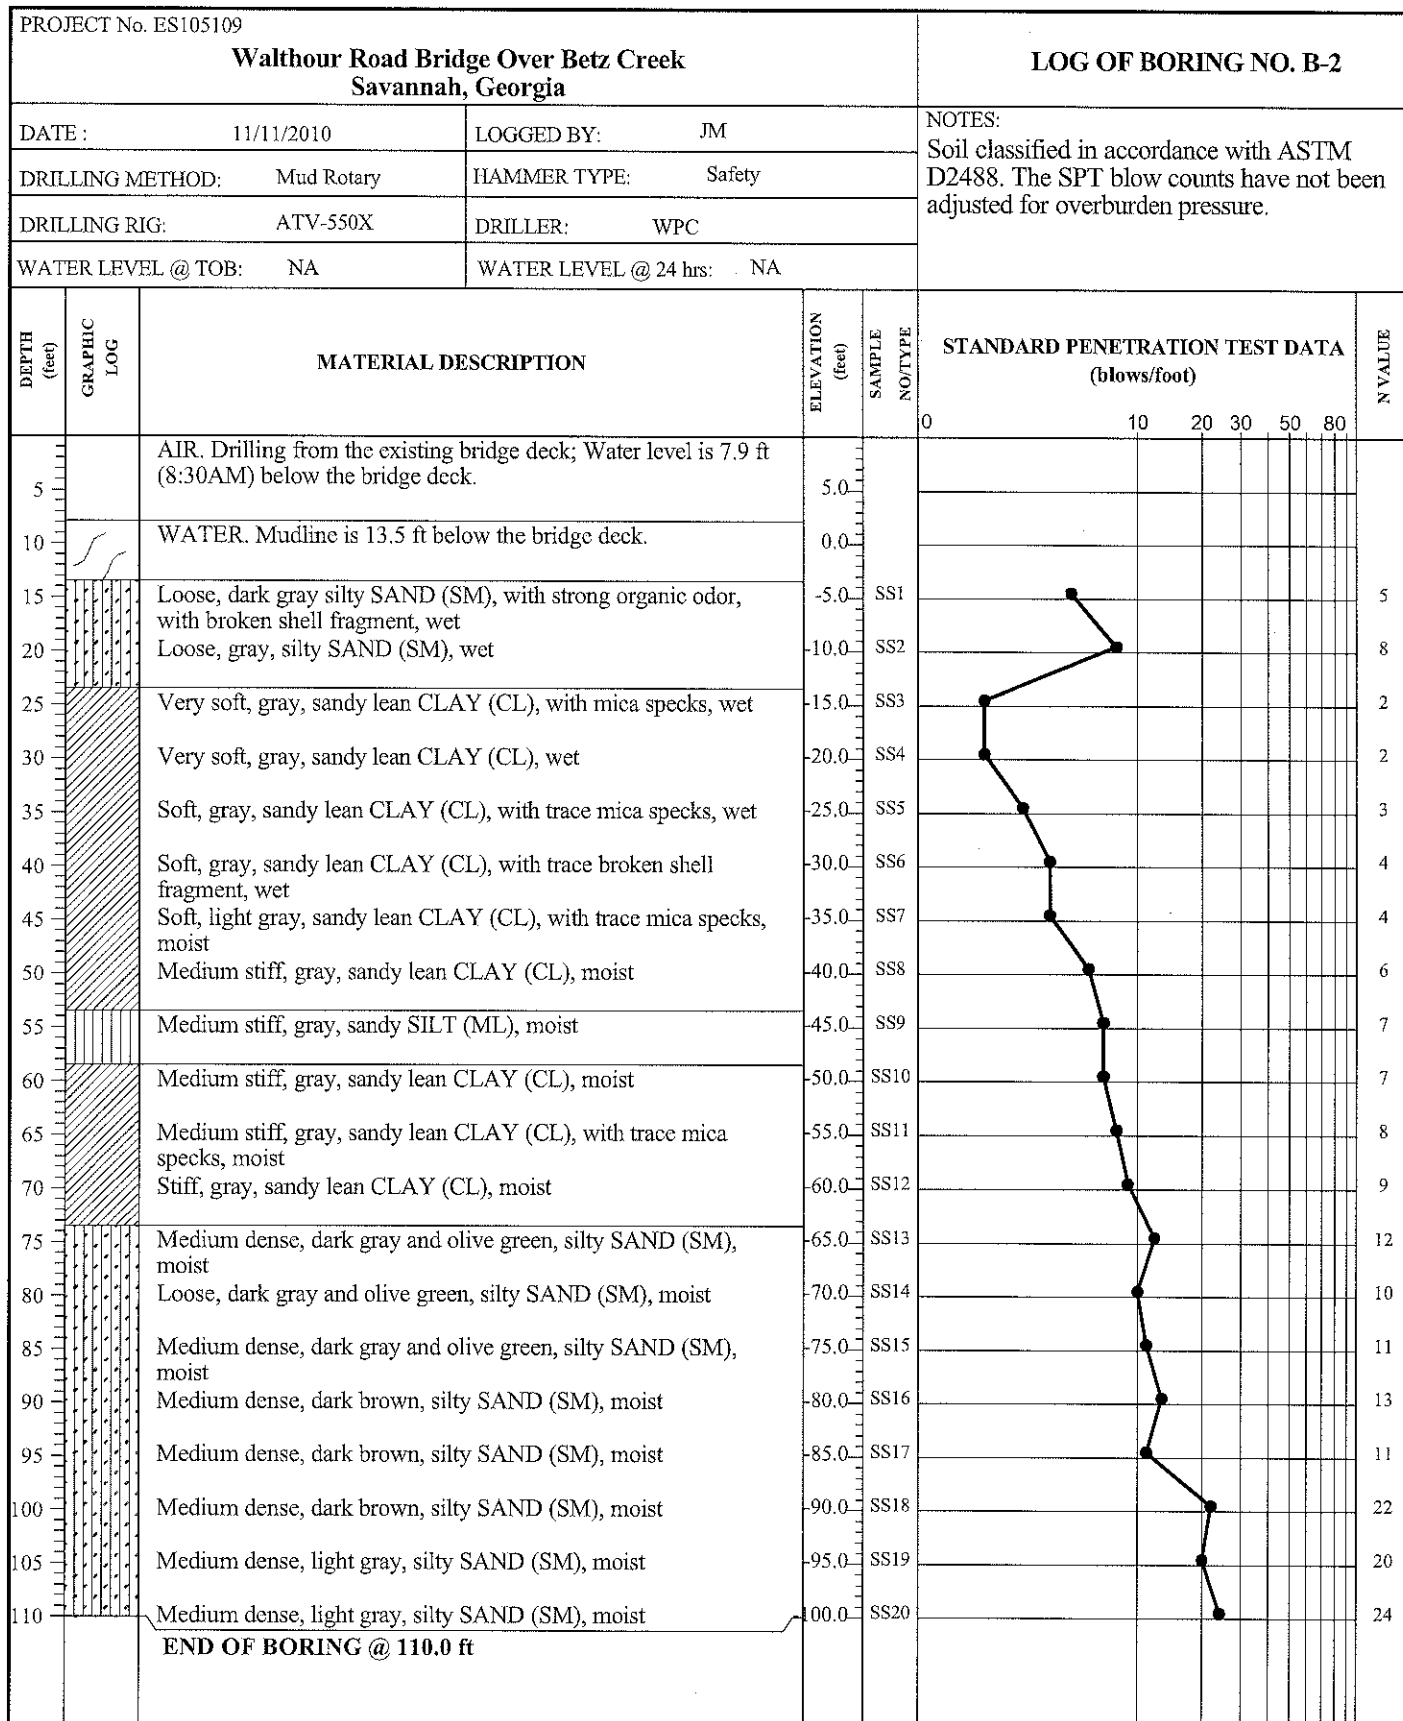 PROJECT No. ES105109
Walthour Road Bridge Over Betz Creek
Savannah, Georgia
LOG OF BORING NO. B-2
DATE : 11/11/2010 LOGGED BY: JM
DRILLING METHOD: Mud Rotary HAMMER TYPE: Safety
DRILLING RIG: ATV-550X DRILLER: WPC
WATER LEVEL @ TOB: NA WATER LEVEL @ 24 hrs: NA
NOTES:
Soil classified in accordance with ASTM
D2488. The SPT blow counts have not been
adjusted for overburden pressure.
DEPTH (feet) GRAPHIC LOG MATERIAL DESCRIPTION ELEVATION (feet) SAMPLE NO/TYPE STANDARD PENETRATION TEST DATA (blows/foot) N VALUE
0 10 20 30 50 80
AIR. Drilling from the existing bridge deck; Water level is 7.9 ft
(8:30AM) below the bridge deck.
5 5.0
WATER. Mudline is 13.5 ft below the bridge deck.
10 0.0
15 Loose, dark gray silty SAND (SM), with strong organic odor, -5.0 SS1 5
with broken shell fragment, wet
20 Loose, gray, silty SAND (SM), wet -10.0 SS2 8
25 Very soft, gray, sandy lean CLAY (CL), with mica specks, wet -15.0 SS3 2
30 Very soft, gray, sandy lean CLAY (CL), wet -20.0 SS4 2
35 Soft, gray, sandy lean CLAY (CL), with trace mica specks, wet -25.0 SS5 3
40 Soft, gray, sandy lean CLAY (CL), with trace broken shell -30.0 SS6 4
fragment, wet
45 Soft, light gray, sandy lean CLAY (CL), with trace mica specks, -35.0 SS7 4
moist
50 Medium stiff, gray, sandy lean CLAY (CL), moist -40.0 SS8 6
55 Medium stiff, gray, sandy SILT (ML), moist -45.0 SS9 7
60 Medium stiff, gray, sandy lean CLAY (CL), moist -50.0 SS10 7
65 Medium stiff, gray, sandy lean CLAY (CL), with trace mica -55.0 SS11 8
specks, moist
70 Stiff, gray, sandy lean CLAY (CL), moist -60.0 SS12 9
75 Medium dense, dark gray and olive green, silty SAND (SM), -65.0 SS13 12
moist
80 Loose, dark gray and olive green, silty SAND (SM), moist -70.0 SS14 10
85 Medium dense, dark gray and olive green, silty SAND (SM), -75.0 SS15 11
moist
90 Medium dense, dark brown, silty SAND (SM), moist -80.0 SS16 13
95 Medium dense, dark brown, silty SAND (SM), moist -85.0 SS17 11
100 Medium dense, dark brown, silty SAND (SM), moist -90.0 SS18 22
105 Medium dense, light gray, silty SAND (SM), moist -95.0 SS19 20
110 Medium dense, light gray, silty SAND (SM), moist -100.0 SS20 24
END OF BORING @ 110.0 ft